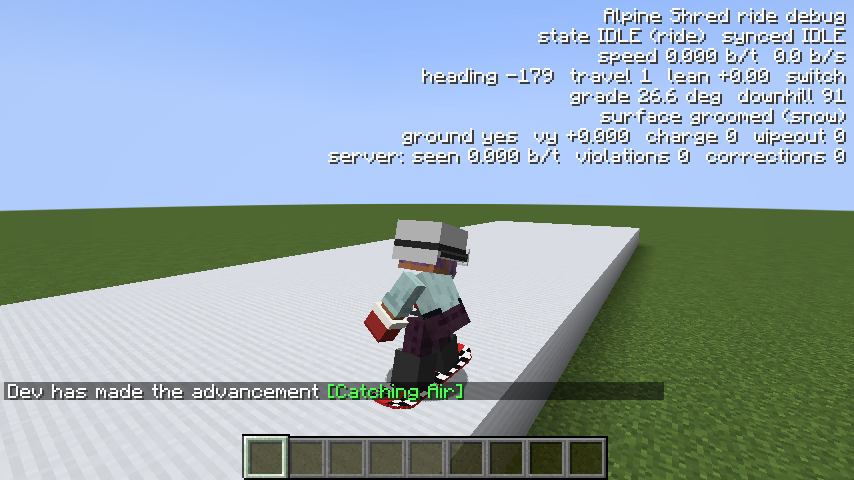 Alpine Shred ride debug
state IDLE (ride) synced IDLE
speed 0.000 b/t 0.0 b/s
heading -179 travel 1 lean +0.00 switch
grade 26.6 deg downhill 91
surface groomed (snow)
ground yes vy +0.000 charge 0 wipeout 0
server: seen 0.000 b/t violations 0 corrections 0
Dev has made the advancement [Catching Air]